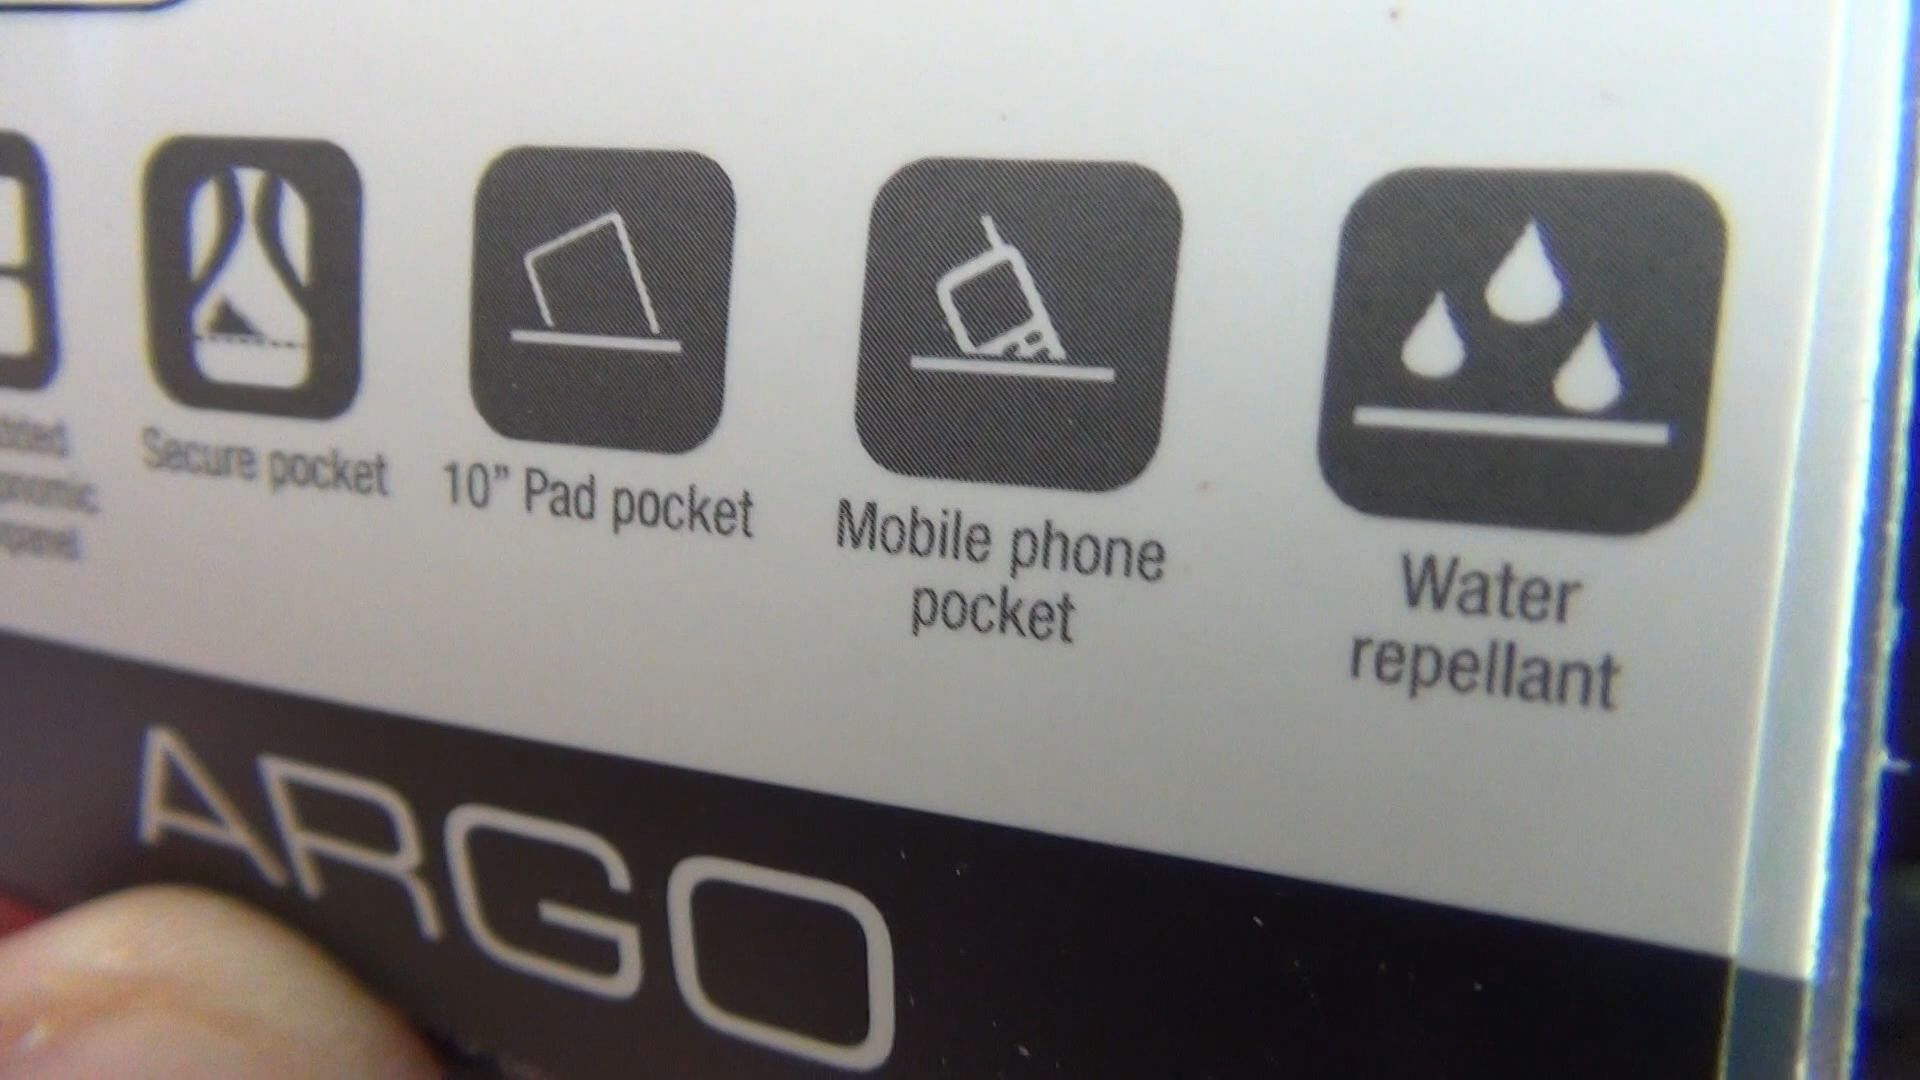 Secure pocket
10” Pad pocket
Mobile phone
pocket
Water
repellant
ARGO